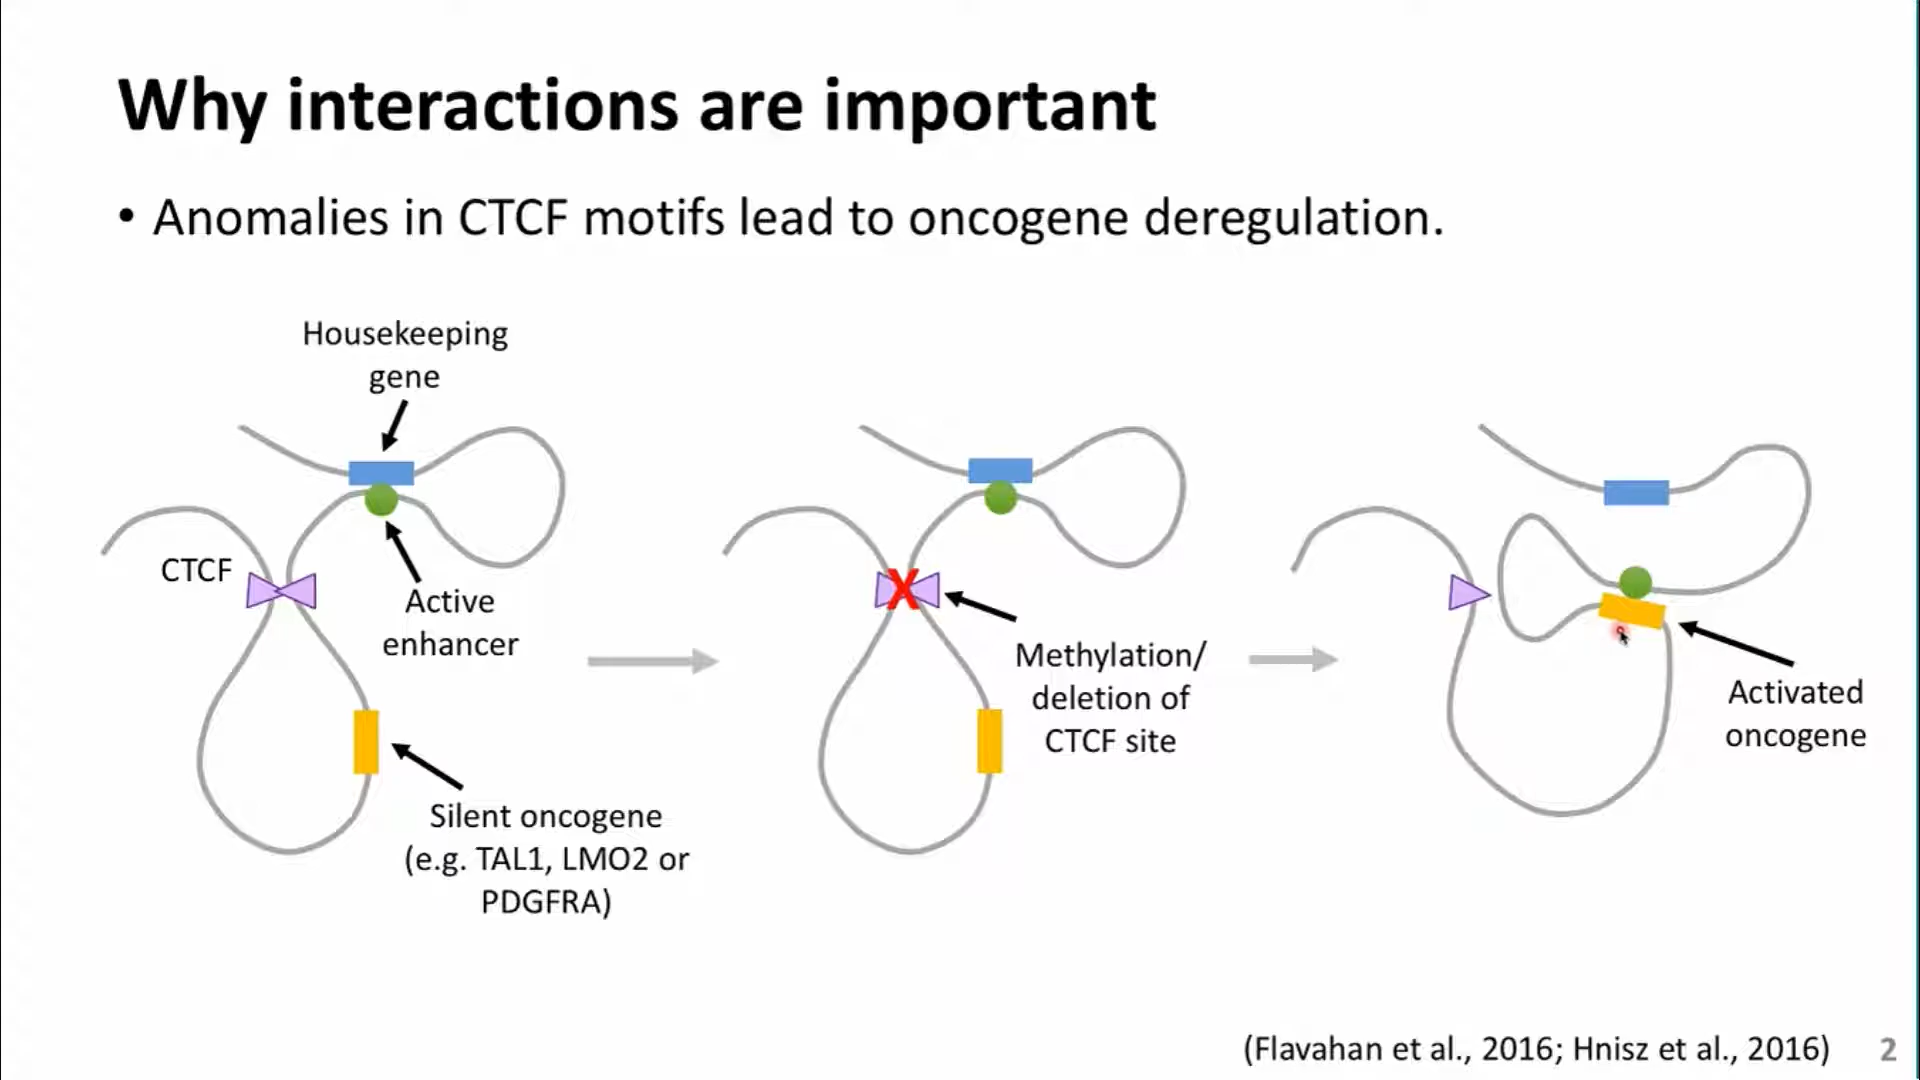 Why interactions are important
• Anomalies in CTCF motifs lead to oncogene deregulation.
Housekeeping
gene
CTCF
Active
enhancer
Silent oncogene
(e.g. TAL1, LMO2 or
PDGFRA)
X
Methylation/
deletion of
CTCF site
Activated
oncogene
(Flavahan et al., 2016; Hnisz et al., 2016)
2